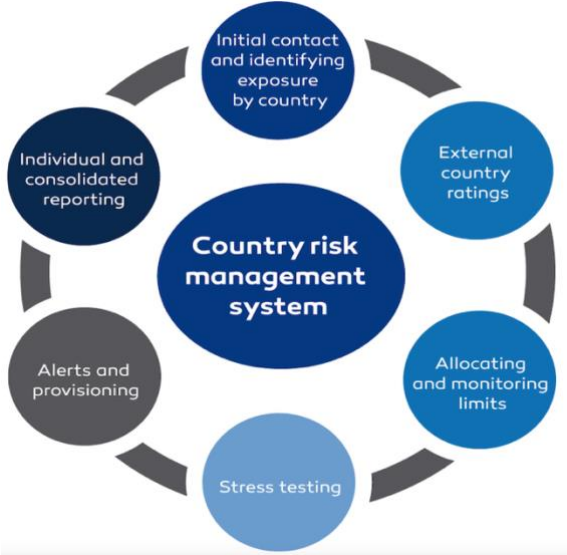 Initial contact
and identifying
exposure
by country
External
country
ratings
Allocating
and monitoring
limits
Stress testing
Alerts and
provisioning
Individual and
consolidated
reporting
Country risk
management
system